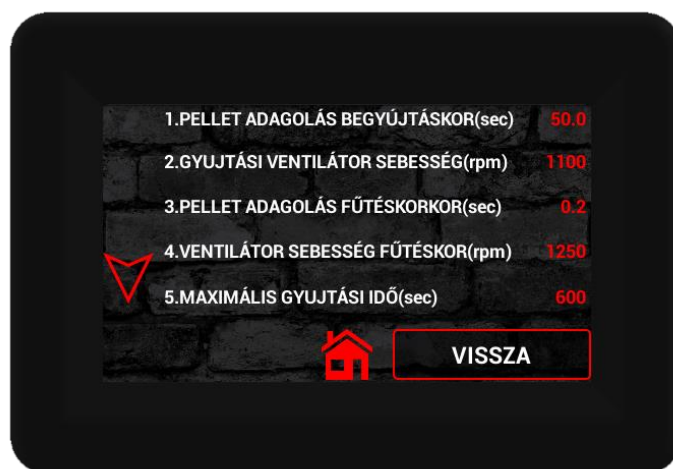 1.PELLET ADAGOLÁS BEGYÚJTÁSKOR(sec) 50.0
2.GYUJTÁSI VENTILÁTOR SEBESSÉG(rpm) 1100
3.PELLET ADAGOLÁS FŰTÉSKORKOR(sec) 0.2
4.VENTILÁTOR SEBESSÉG FŰTÉSKOR(rpm) 1250
5.MAXIMÁLIS GYUJTÁSI IDŐ(sec) 600
VISSZA